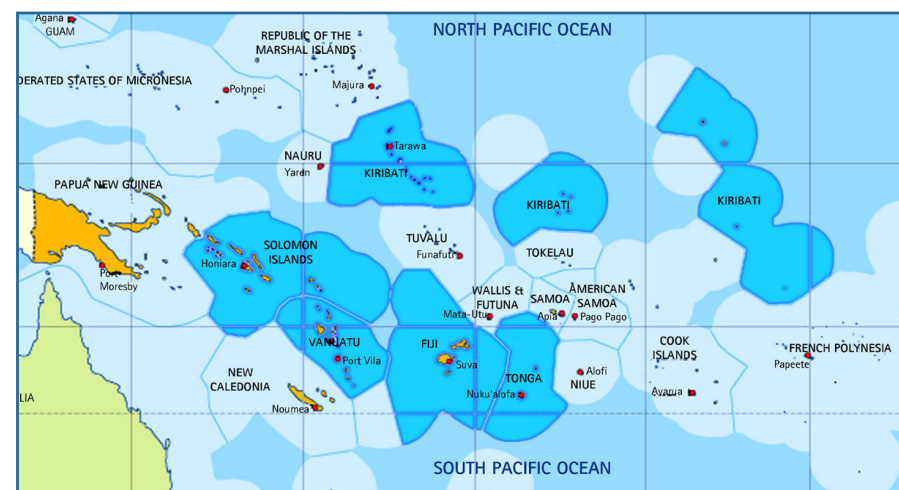 Agana
GUAM
NORTH PACIFIC OCEAN
REPUBLIC OF THE
MARSHAL ISLANDS
DERATED STATES OF MICRONESIA
Pohnpei
Majura
Tarawa
NAURU
Yaren
KIRIBATI
PAPUA NEW GUINEA
KIRIBATI
KIRIBATI
TUVALU
Funafuti
SOLOMON
ISLANDS
Honiara
TOKELAU
Port
Moresby
WALLIS &
FUTUNA
Mata-Utu
SAMOA
Apia
AMERICAN
SAMOA
Pago Pago
VANUATU
Port Vila
FIJI
Suva
COOK
ISLANDS
FRENCH POLYNESIA
Papeete
NEW
CALEDONIA
Noumea
TONGA
Nuku'alofa
Alofi
NIUE
Avarua
LIA
SOUTH PACIFIC OCEAN